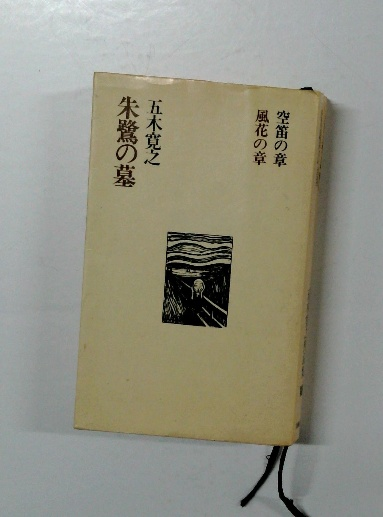 空笛の章
風花の章
五木寛之
朱鷺の墓